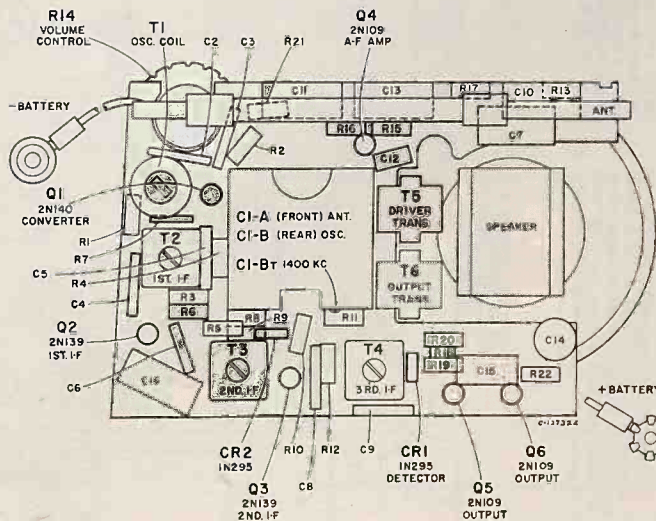 R14
VOLUME
CONTROL
T1
OSC. COIL
C2
C3
R21
Q4
2N109
A-F AMP
C11
C13
R17
C10
R13
ANT.
-BATTERY
R16
R15
C7
R2
C12
Q1
2N140
CONVERTER
C1-A (FRONT) ANT.
C1-B (REAR) OSC.
C1-BT 1400 KC
T5
DRIVER
TRANS
SPEAKER
R1
R7
T2
1ST. I-F
C5
R4
T6
OUTPUT
TRANS
C4
R3
R6
R8
R9
R11
R5
Q2
2N139
1ST. I-F
C6
T3
2ND. I-F
T4
3RD. I-F
R20
R18
R19
C14
C15
R22
C16
+BATTERY
C-137324
CR2
1N295
R10
C8
R12
C9
CR1
1N295
DETECTOR
Q6
2N109
OUTPUT
Q3
2N139
2ND. I-F
Q5
2N109
OUTPUT